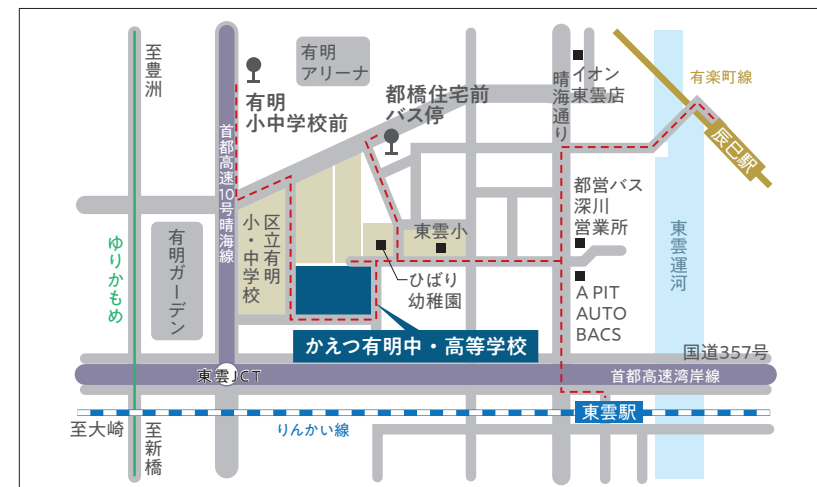 至豊洲
有明
アリーナ
有明
小中学校前
都橋住宅前
バス停
晴海通り
イオン
東雲店
有楽町線
辰巳駅
首都高速10号晴海線
都営バス
深川
営業所
東雲運河
ゆりかもめ
有明ガーデン
区立有明
小・中学校
東雲小
ひばり
幼稚園
A PIT
AUTO
BACS
かえつ有明中・高等学校
国道357号
東雲JCT
首都高速湾岸線
東雲駅
至大崎
至新橋
りんかい線